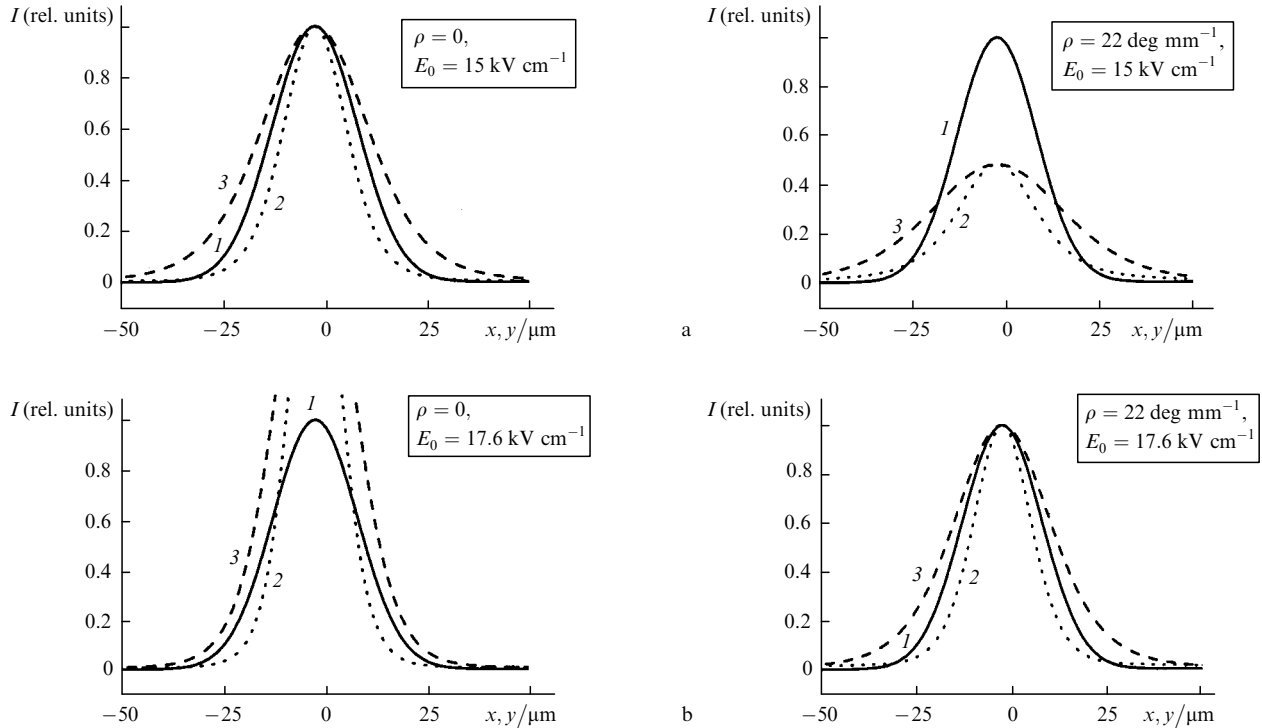 I (rel. units)
ρ = 0,
E₀ = 15 kV cm⁻¹
0.8
0.6
0.4
0.2
0
3
2
1
−50
−25
0
25
x, y/μm
I (rel. units)
ρ = 22 deg mm⁻¹,
E₀ = 15 kV cm⁻¹
0.8
0.6
0.4
0.2
0
1
3
2
−50
−25
0
25
x, y/μm
a
I (rel. units)
ρ = 0,
E₀ = 17.6 kV cm⁻¹
0.8
0.6
0.4
0.2
0
1
3
2
−50
−25
0
25
x, y/μm
I (rel. units)
ρ = 22 deg mm⁻¹,
E₀ = 17.6 kV cm⁻¹
0.8
0.6
0.4
0.2
0
3
2
1
−50
−25
0
25
x, y/μm
b